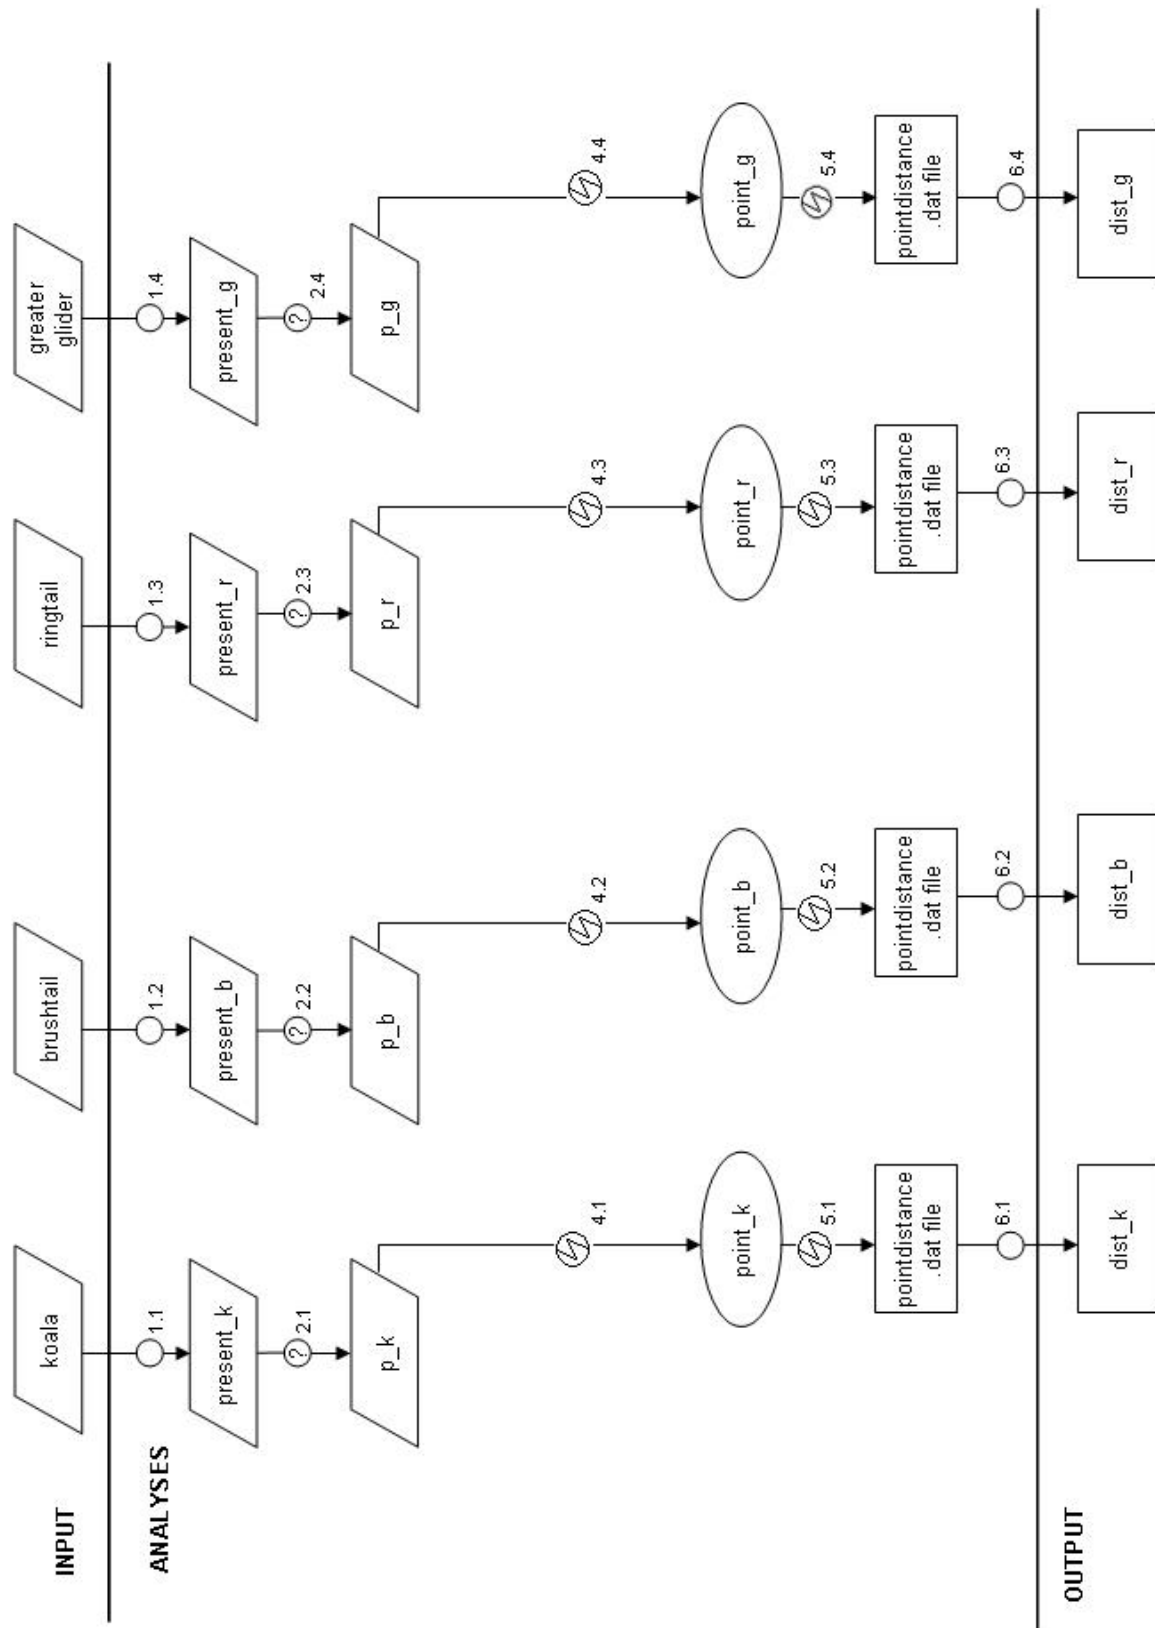 INPUT
koala
brushtail
ringtail
greater
glider
ANALYSES
1.1
1.2
1.3
1.4
present_k
present_b
present_r
present_g
2.1
2.2
2.3
2.4
?
?
?
?
p_k
p_b
p_r
p_g
4.1
4.2
4.3
4.4
point_k
point_b
point_r
point_g
5.1
5.2
5.3
5.4
pointdistance
.dat file
pointdistance
.dat file
pointdistance
.dat file
pointdistance
.dat file
6.1
6.2
6.3
6.4
OUTPUT
dist_k
dist_b
dist_r
dist_g